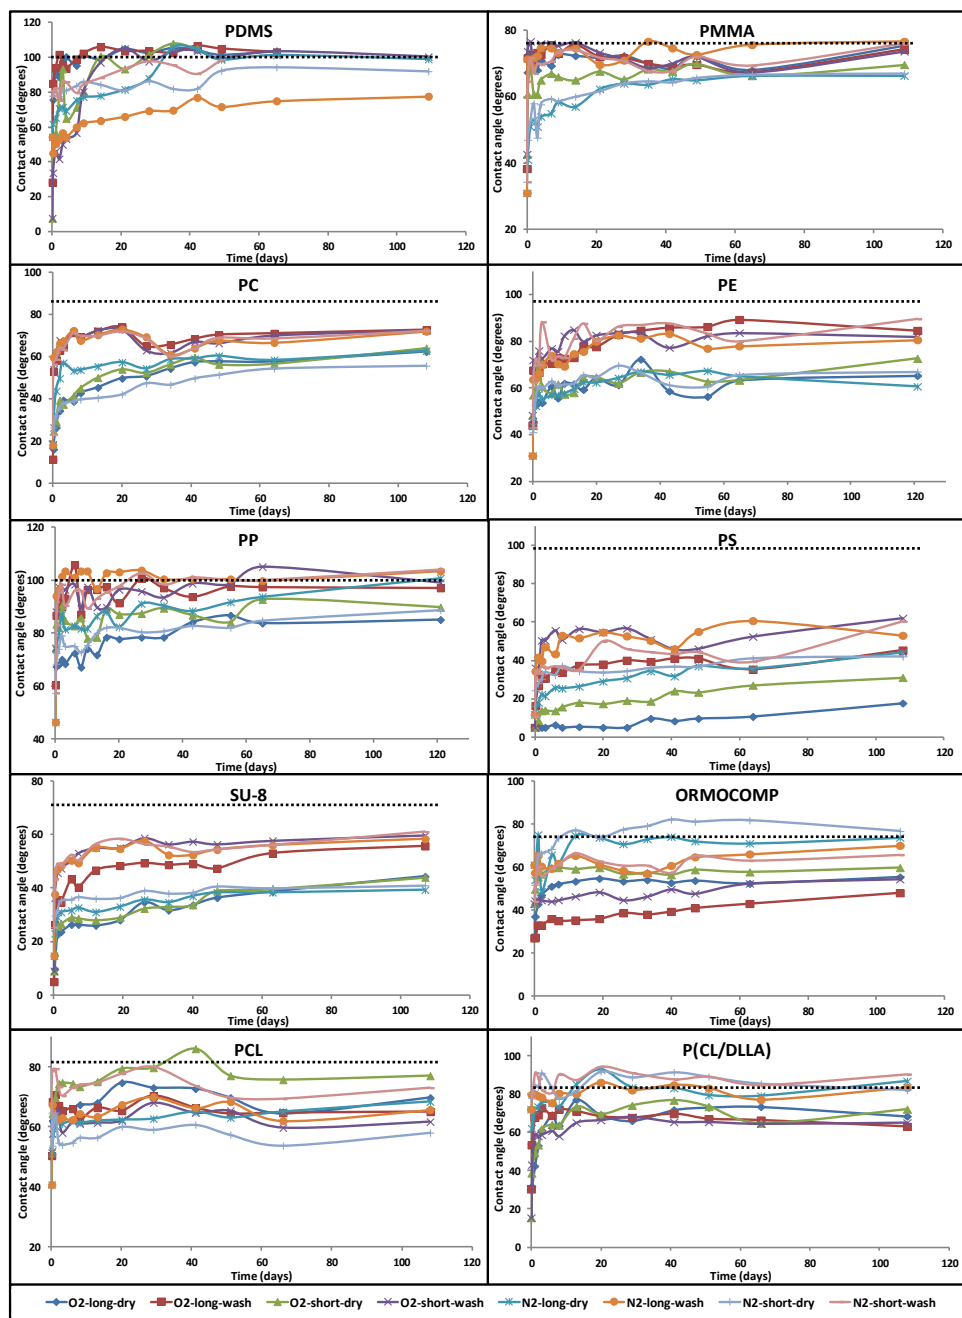 PDMS
Contact angle (degrees)
120
100
80
60
40
20
0
0 20 40 60 80 100 120
Time (days)
PMMA
Contact angle (degrees)
80
60
40
20
0 20 40 60 80 100 120
Time (days)
PC
Contact angle (degrees)
100
80
60
40
20
0
0 20 40 60 80 100 120
Time (days)
PE
Contact angle (degrees)
100
80
60
40
20
0 20 40 60 80 100 120
Time (days)
PP
Contact angle (degrees)
120
100
80
60
40
0 20 40 60 80 100 120
Time (days)
PS
Contact angle (degrees)
100
80
60
40
20
0
0 20 40 60 80 100 120
Time (days)
SU-8
Contact angle (degrees)
80
60
40
20
0
0 20 40 60 80 100 120
Time (days)
ORMOCOMP
Contact angle (degrees)
100
80
60
40
20
0
0 20 40 60 80 100 120
Time (days)
PCL
Contact angle (degrees)
80
60
40
20
0 20 40 60 80 100 120
Time (days)
P(CL/DLLA)
Contact angle (degrees)
100
80
60
40
20
0
0 20 40 60 80 100 120
Time (days)
O2-long-dry O2-long-wash O2-short-dry O2-short-wash N2-long-dry N2-long-wash N2-short-dry N2-short-wash